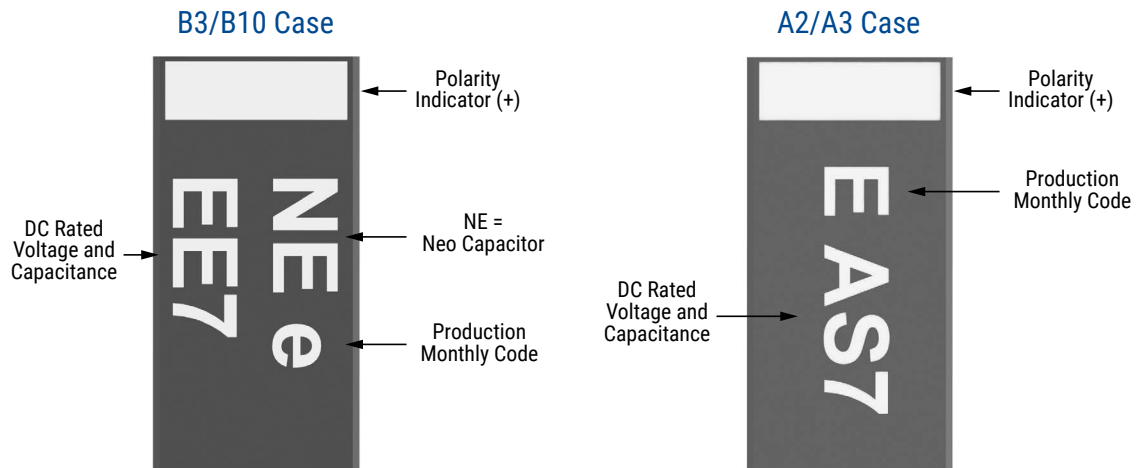 B3/B10 Case
Polarity
Indicator (+)
NE e
EE7
DC Rated
Voltage and
Capacitance
NE =
Neo Capacitor
Production
Monthly Code
A2/A3 Case
Polarity
Indicator (+)
E AS7
Production
Monthly Code
DC Rated
Voltage and
Capacitance